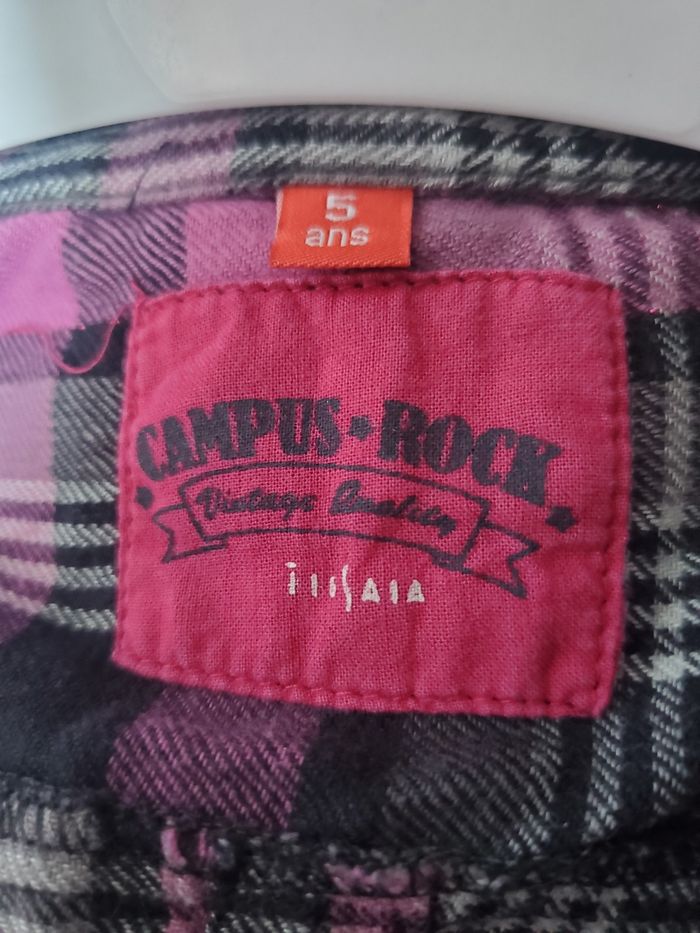 5
ans
CAMPUS ★ ROCK
Vintage Quality